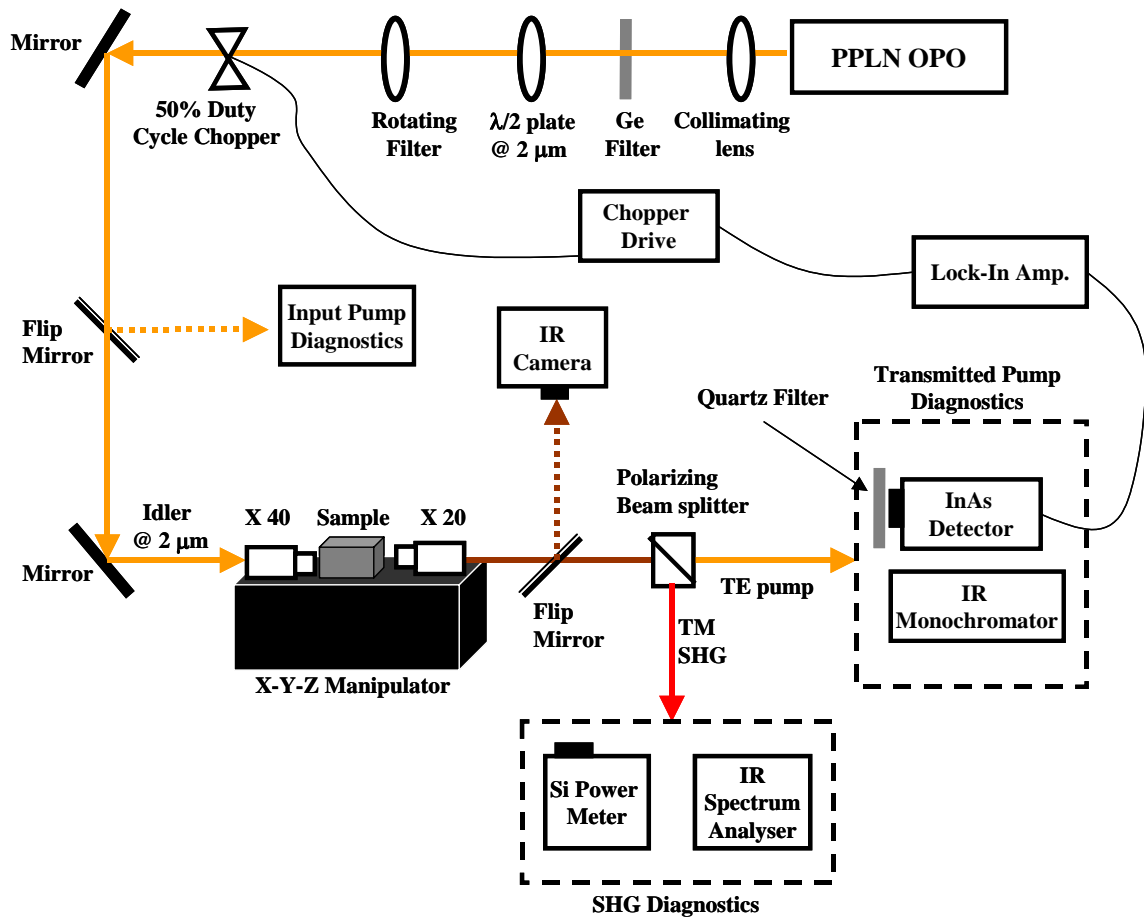 Mirror
50% Duty
Cycle Chopper
Rotating
Filter
λ/2 plate
@ 2 μm
Ge
Filter
Collimating
lens
PPLN OPO
Chopper
Drive
Lock-In Amp.
Flip
Mirror
Input Pump
Diagnostics
IR
Camera
Transmitted Pump
Diagnostics
Quartz Filter
Polarizing
Beam splitter
InAs
Detector
IR
Monochromator
Idler
@ 2 μm
X 40
Sample
X 20
Mirror
Flip
Mirror
TE pump
TM
SHG
X-Y-Z Manipulator
Si Power
Meter
IR
Spectrum
Analyser
SHG Diagnostics